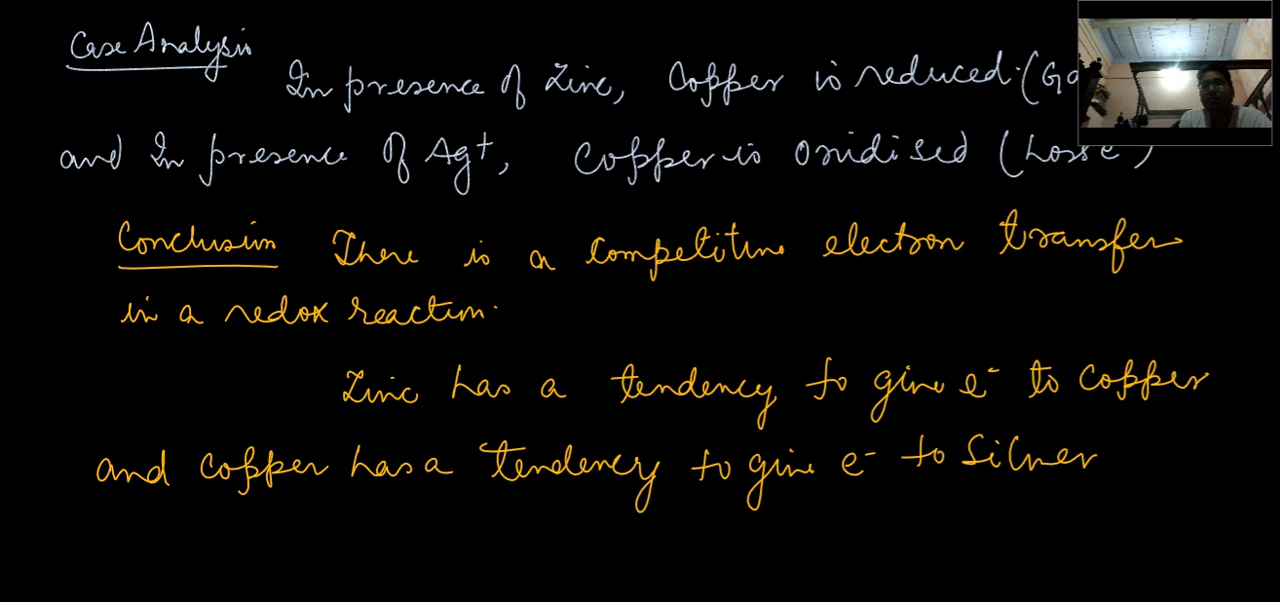 Case Analysis
In presence of Zinc, Copper is reduced. (Ga
and In presence of Ag+, Copper is oxidised (Loss e⁻)
Conclusion There is a competitive electron transfer
in a redox reaction.
Zinc has a tendency to give e⁻ to Copper
and Copper has a tendency to give e⁻ to Silver